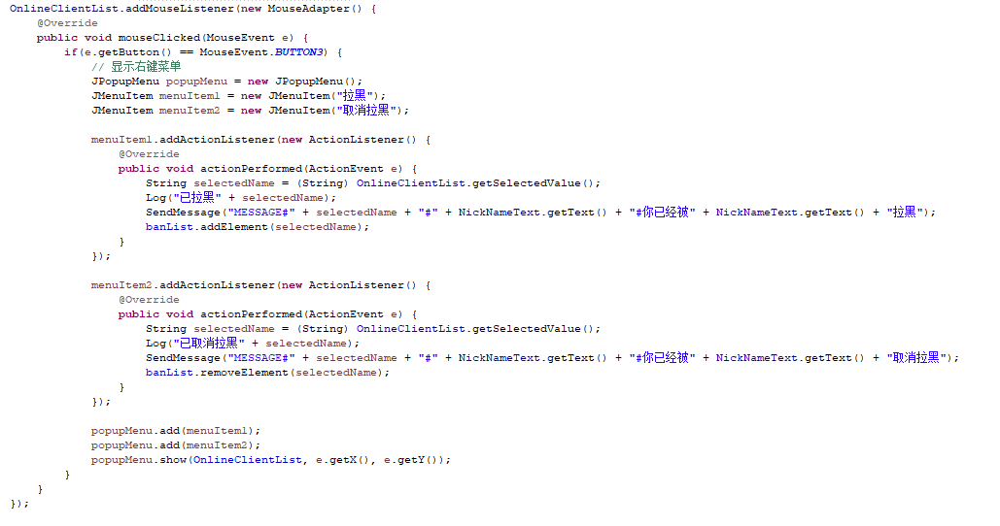 OnlineClientList.addMouseListener(new MouseAdapter() {
    @Override
    public void mouseClicked(MouseEvent e) {
        if(e.getButton() == MouseEvent.BUTTON3) {
            // 显示右键菜单
            JPopupMenu popupMenu = new JPopupMenu();
            JMenuItem menuItem1 = new JMenuItem("拉黑");
            JMenuItem menuItem2 = new JMenuItem("取消拉黑");

            menuItem1.addActionListener(new ActionListener() {
                @Override
                public void actionPerformed(ActionEvent e) {
                    String selectedName = (String) OnlineClientList.getSelectedValue();
                    Log("已拉黑" + selectedName);
                    SendMessage("MESSAGE#" + selectedName + "#" + NickNameText.getText() + "#你已经被" + NickNameText.getText() + "拉黑");
                    banList.addElement(selectedName);
                }
            });

            menuItem2.addActionListener(new ActionListener() {
                @Override
                public void actionPerformed(ActionEvent e) {
                    String selectedName = (String) OnlineClientList.getSelectedValue();
                    Log("已取消拉黑" + selectedName);
                    SendMessage("MESSAGE#" + selectedName + "#" + NickNameText.getText() + "#你已经被" + NickNameText.getText() + "取消拉黑");
                    banList.removeElement(selectedName);
                }
            });

            popupMenu.add(menuItem1);
            popupMenu.add(menuItem2);
            popupMenu.show(OnlineClientList, e.getX(), e.getY());
        }
    }
});